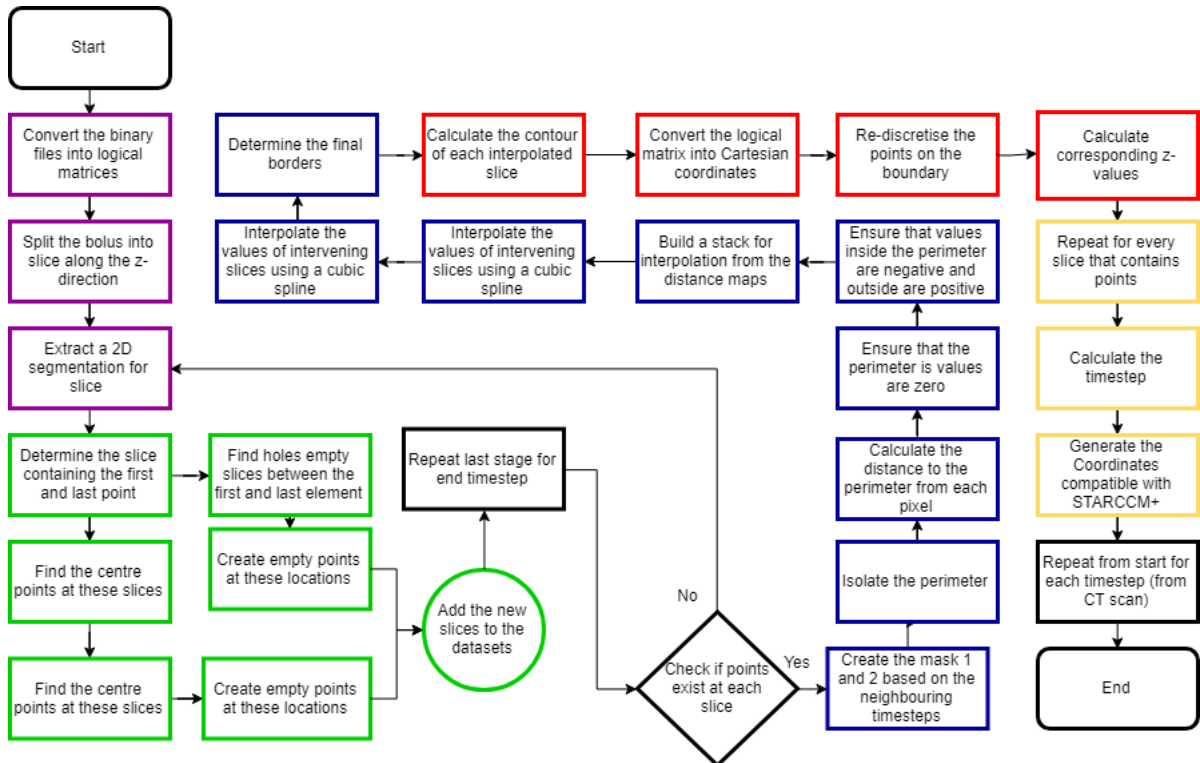 Start
Convert the binary
files into logical
matrices
Split the bolus into
slice along the z-
direction
Extract a 2D
segmentation for
slice
Determine the slice
containing the first
and last point
Find holes empty
slices between the
first and last element
Create empty points
at these locations
Find the centre
points at these slices
Find the centre
points at these slices
Create empty points
at these locations
Add the new
slices to the
datasets
Repeat last stage for
end timestep
Check if points
exist at each
slice
No
Yes
Create the mask 1
and 2 based on the
neighbouring
timesteps
Isolate the perimeter
Calculate the
distance to the
perimeter from each
pixel
Ensure that the
perimeter is values
are zero
Ensure that values
inside the perimeter
are negative and
outside are positive
Build a stack for
interpolation from the
distance maps
Interpolate the
values of intervening
slices using a cubic
spline
Interpolate the
values of intervening
slices using a cubic
spline
Determine the final
borders
Calculate the contour
of each interpolated
slice
Convert the logical
matrix into Cartesian
coordinates
Re-discretise the
points on the
boundary
Calculate
corresponding z-
values
Repeat for every
slice that contains
points
Calculate the
timestep
Generate the
Coordinates
compatible with
STARCCM+
Repeat from start for
each timestep (from
CT scan)
End